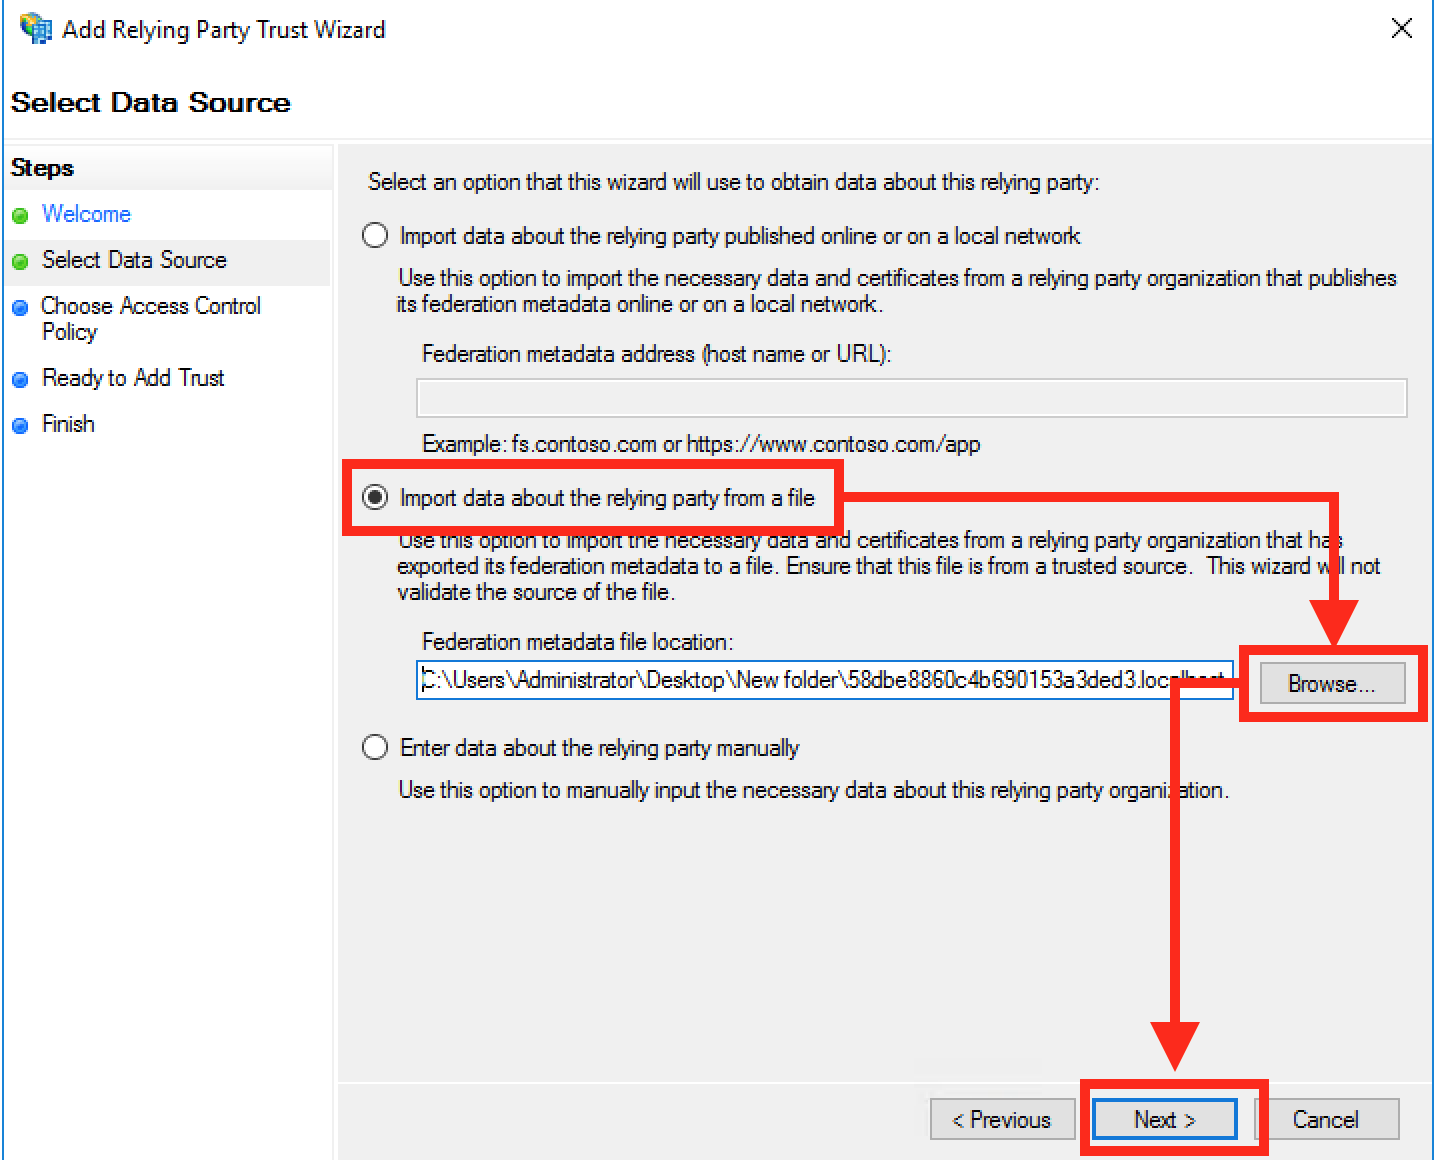 Add Relying Party Trust Wizard
Select Data Source
Steps
Welcome
Select Data Source
Choose Access Control
Policy
Ready to Add Trust
Finish
Select an option that this wizard will use to obtain data about this relying party:
Import data about the relying party published online or on a local network
Use this option to import the necessary data and certificates from a relying party organization that publishes
its federation metadata online or on a local network.
Federation metadata address (host name or URL):
Example: fs.contoso.com or https://www.contoso.com/app
Import data about the relying party from a file
Use this option to import the necessary data and certificates from a relying party organization that has
exported its federation metadata to a file. Ensure that this file is from a trusted source. This wizard will not
validate the source of the file.
Federation metadata file location:
C:\Users\Administrator\Desktop\New folder\58dbe8860c4b690153a3ded3.localhost
Browse...
Enter data about the relying party manually
Use this option to manually input the necessary data about this relying party organization.
< Previous
Next >
Cancel